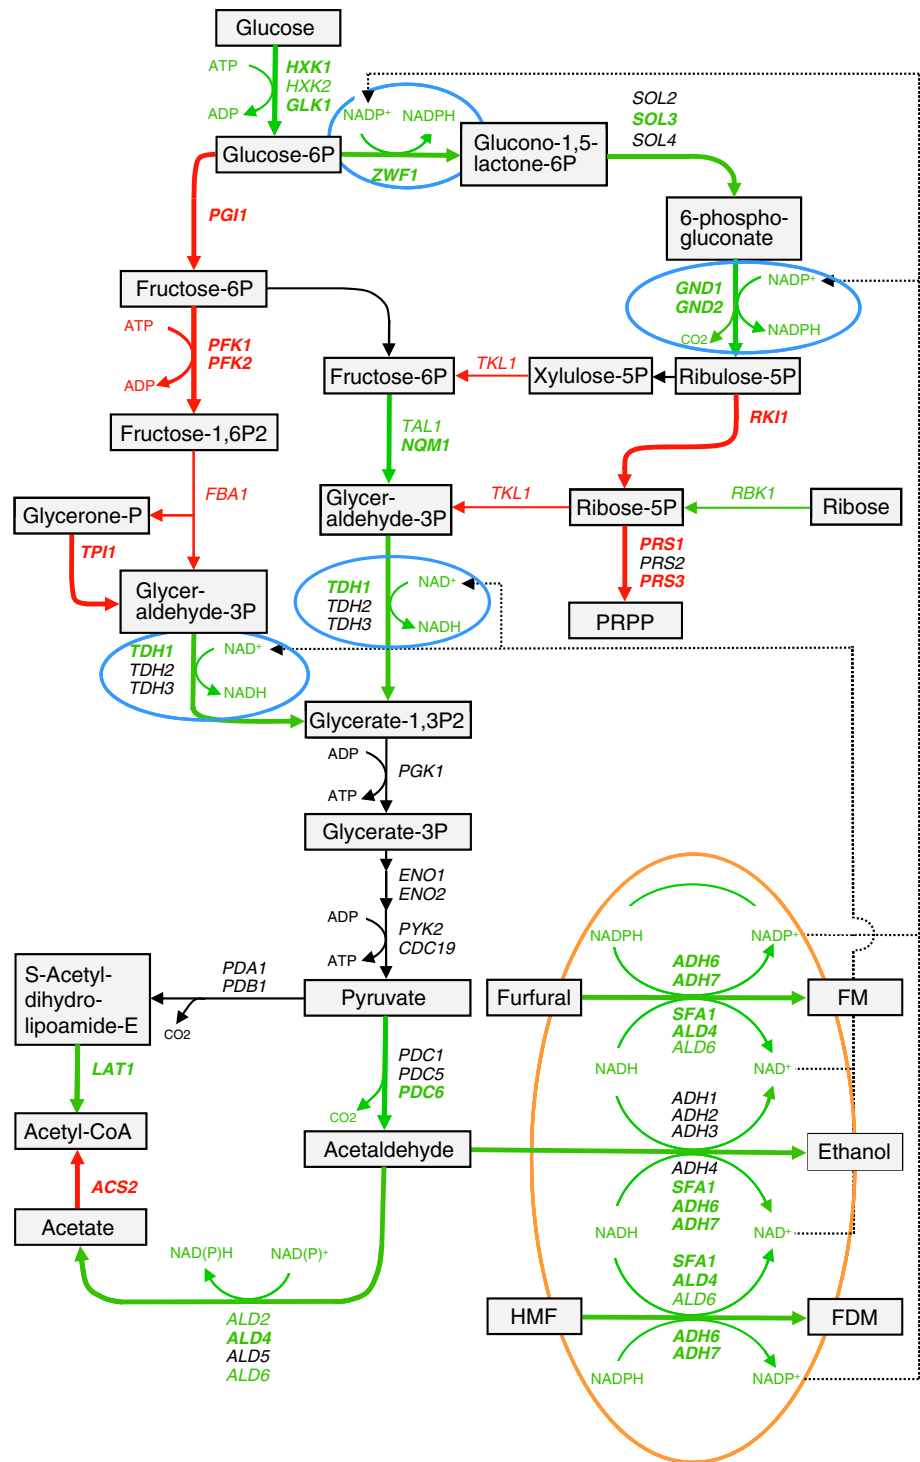 Glucose
ATP
ADP
HXK1
HXK2
GLK1
NADP+
NADPH
Glucose-6P
ZWF1
Glucono-1,5-
lactone-6P
SOL2
SOL3
SOL4
PGI1
6-phospho-
gluconate
Fructose-6P
GND1
GND2
NADP+
NADPH
CO2
ATP
ADP
PFK1
PFK2
Fructose-6P
TKL1
Xylulose-5P
Ribulose-5P
Fructose-1,6P2
TAL1
NQM1
RKI1
FBA1
Glycerone-P
Glycer-
aldehyde-3P
TKL1
Ribose-5P
RBK1
Ribose
TPI1
PRS1
PRS2
PRS3
Glycer-
aldehyde-3P
TDH1
TDH2
TDH3
NAD+
NADH
PRPP
TDH1
TDH2
TDH3
NAD+
NADH
Glycerate-1,3P2
ADP
ATP
PGK1
Glycerate-3P
ENO1
ENO2
ADP
ATP
PYK2
CDC19
NADPH
NADP+
ADH6
ADH7
S-Acetyl-
dihydro-
lipoamide-E
PDA1
PDB1
CO2
Pyruvate
Furfural
FM
SFA1
ALD4
ALD6
LAT1
PDC1
PDC5
PDC6
CO2
NADH
NAD+
ADH1
ADH2
ADH3
Acetyl-CoA
Acetaldehyde
Ethanol
ADH4
SFA1
ADH6
ADH7
ACS2
Acetate
NADH
NAD+
NAD(P)H
NAD(P)+
SFA1
ALD4
ALD6
HMF
FDM
ALD2
ALD4
ALD5
ALD6
ADH6
ADH7
NADPH
NADP+